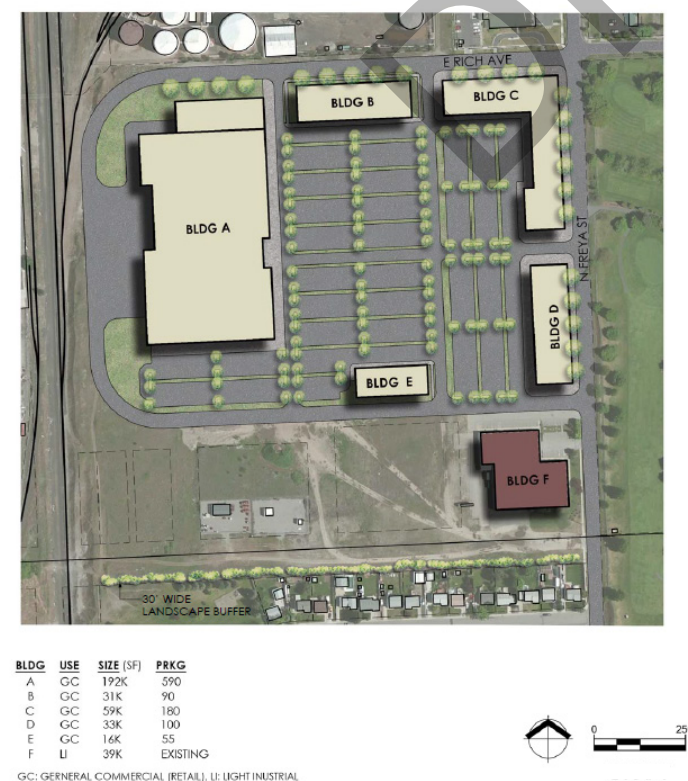 E RICH AVE
BLDG B
BLDG C
BLDG A
N FREYA ST
BLDG D
BLDG E
BLDG F
30' WIDE
LANDSCAPE BUFFER
BLDG USE SIZE (SF) PRKG
A GC 192K 590
B GC 31K 90
C GC 59K 180
D GC 33K 100
E GC 16K 55
F LI 39K EXISTING
GC: GERNERAL COMMERCIAL (RETAIL), LI: LIGHT INUSTRIAL
0 25